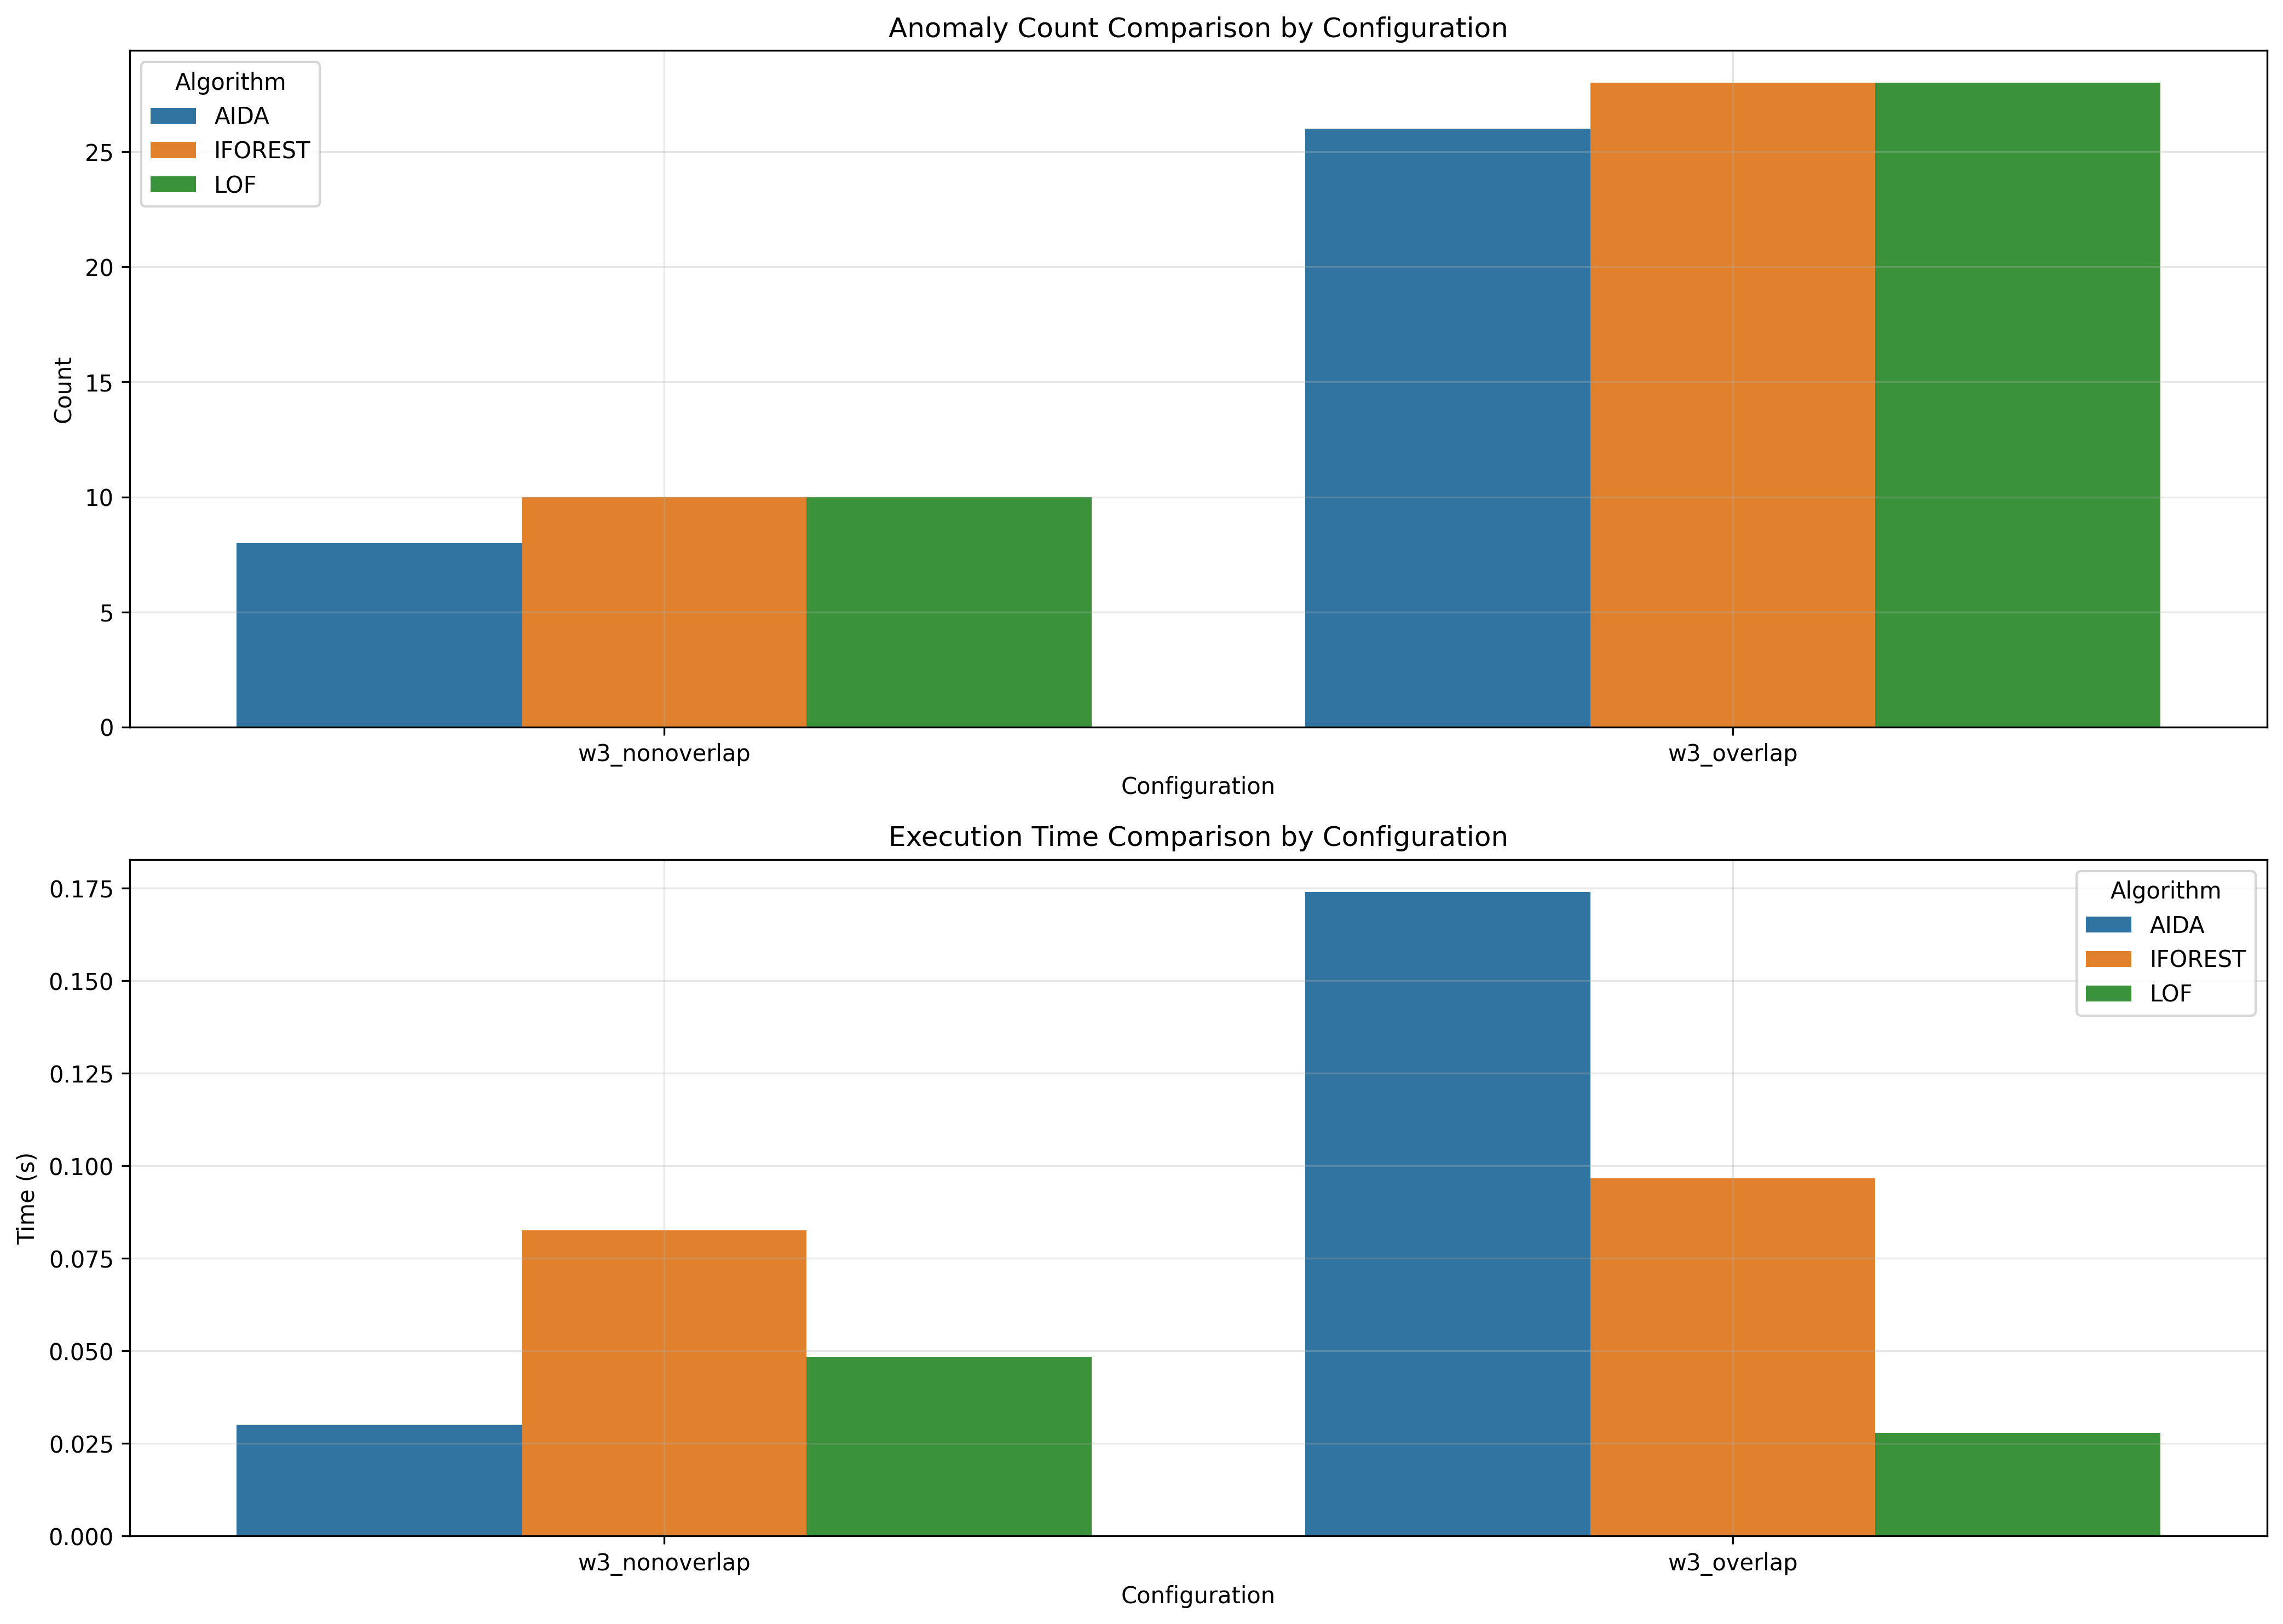 Anomaly Count Comparison by Configuration
Algorithm
AIDA
IFOREST
LOF
Count
25
20
15
10
5
0
w3_nonoverlap
w3_overlap
Configuration
Execution Time Comparison by Configuration
Algorithm
AIDA
IFOREST
LOF
Time (s)
0.175
0.150
0.125
0.100
0.075
0.050
0.025
0.000
w3_nonoverlap
w3_overlap
Configuration